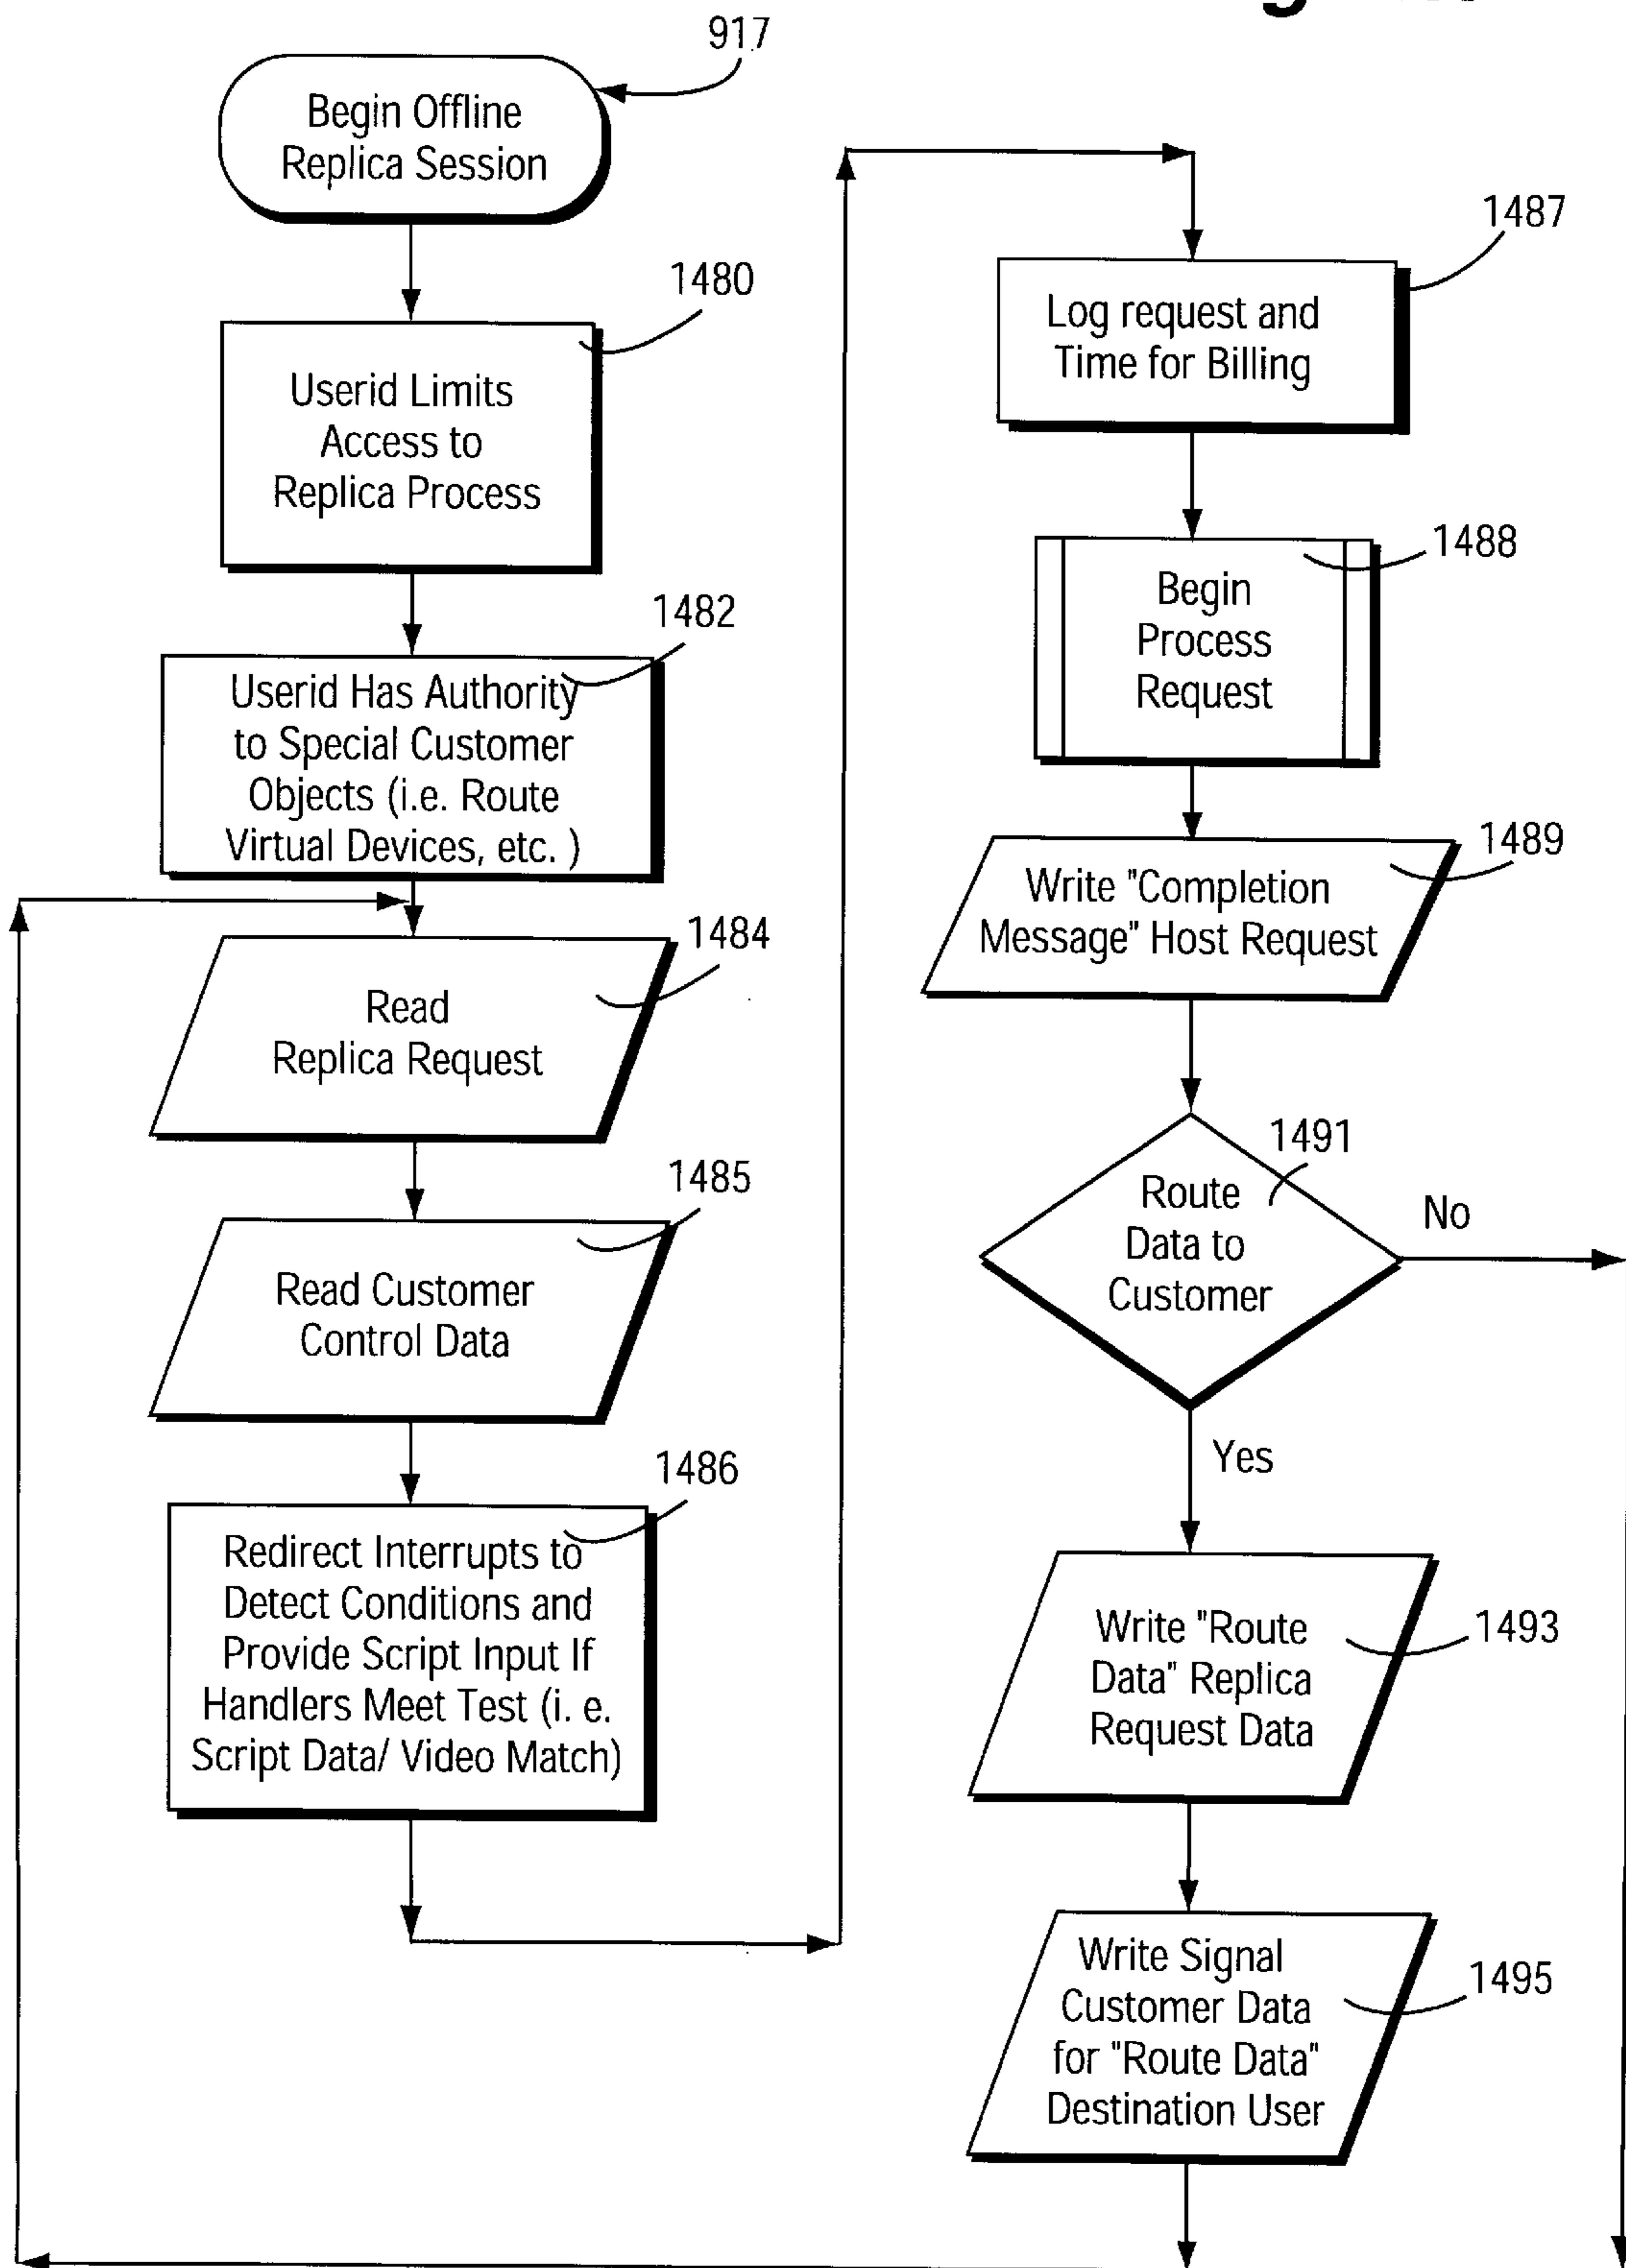 917
Begin Offline
Replica Session
1480
Userid Limits
Access to
Replica Process
1482
Userid Has Authority
to Special Customer
Objects (i.e. Route
Virtual Devices, etc. )
1484
Read
Replica Request
1485
Read Customer
Control Data
1486
Redirect Interrupts to
Detect Conditions and
Provide Script Input If
Handlers Meet Test (i. e.
Script Data/ Video Match)
1487
Log request and
Time for Billing
1488
Begin
Process
Request
1489
Write "Completion
Message" Host Request
1491
Route
Data to
Customer
No
Yes
1493
Write "Route
Data" Replica
Request Data
1495
Write Signal
Customer Data
for "Route Data"
Destination User